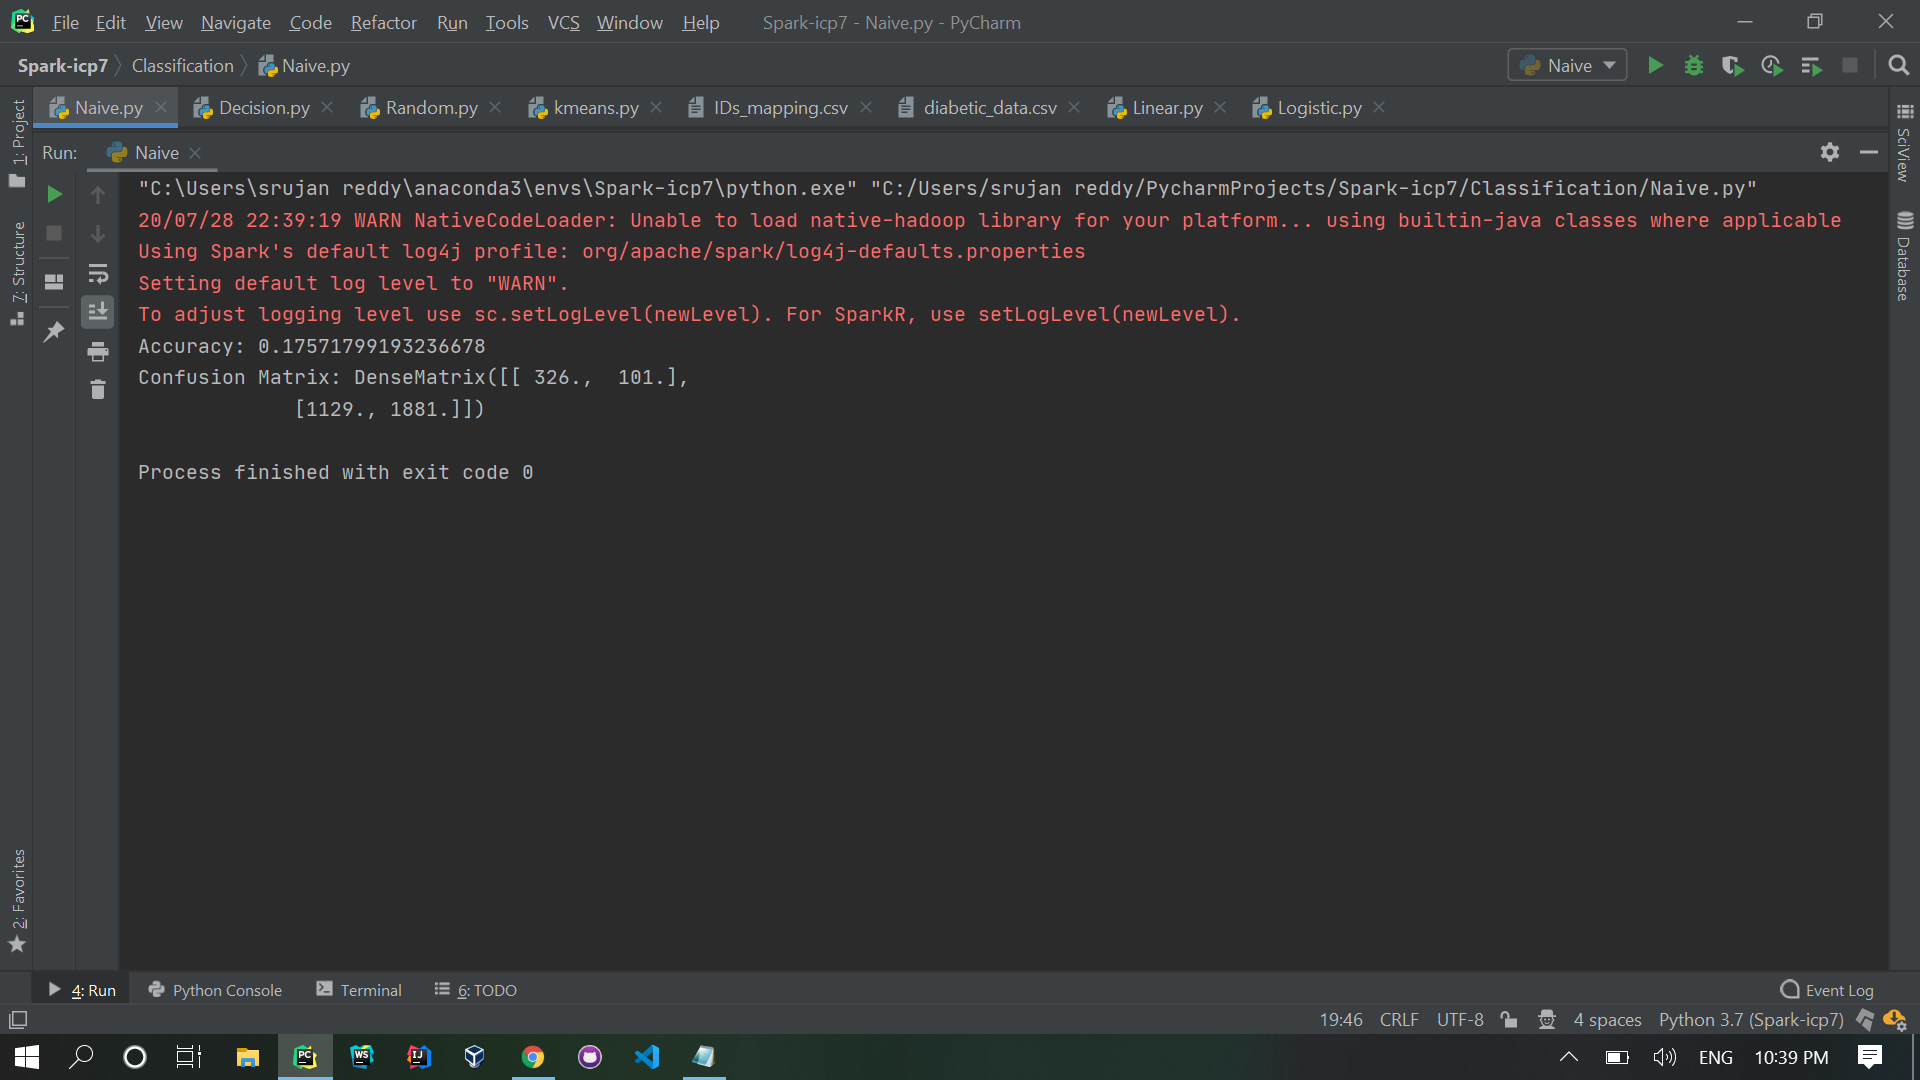 File Edit View Navigate Code Refactor Run Tools VCS Window Help Spark-icp7 - Naive.py - PyCharm
Spark-icp7 Classification Naive.py Naive
Naive.py Decision.py Random.py kmeans.py IDs_mapping.csv diabetic_data.csv Linear.py Logistic.py
Run: Naive
"C:\Users\srujan reddy\anaconda3\envs\Spark-icp7\python.exe" "C:/Users/srujan reddy/PycharmProjects/Spark-icp7/Classification/Naive.py"
20/07/28 22:39:19 WARN NativeCodeLoader: Unable to load native-hadoop library for your platform... using builtin-java classes where applicable
Using Spark's default log4j profile: org/apache/spark/log4j-defaults.properties
Setting default log level to "WARN".
To adjust logging level use sc.setLogLevel(newLevel). For SparkR, use setLogLevel(newLevel).
Accuracy: 0.17571799193236678
Confusion Matrix: DenseMatrix([[ 326.,  101.],
             [1129., 1881.]])
Process finished with exit code 0
1: Project
7: Structure
2: Favorites
SciView
Database
4: Run Python Console Terminal 6: TODO Event Log
19:46 CRLF UTF-8 4 spaces Python 3.7 (Spark-icp7)
PC WS IJ ENG 10:39 PM